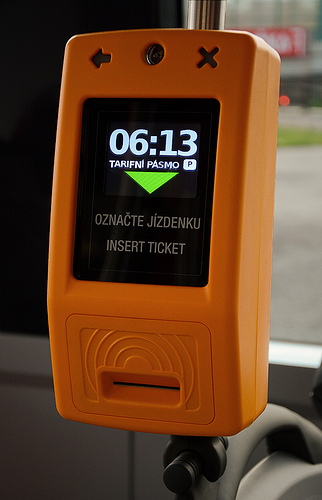 06:13
TARIFNÍ PÁSMO P
OZNAČTE JÍZDENKU
INSERT TICKET